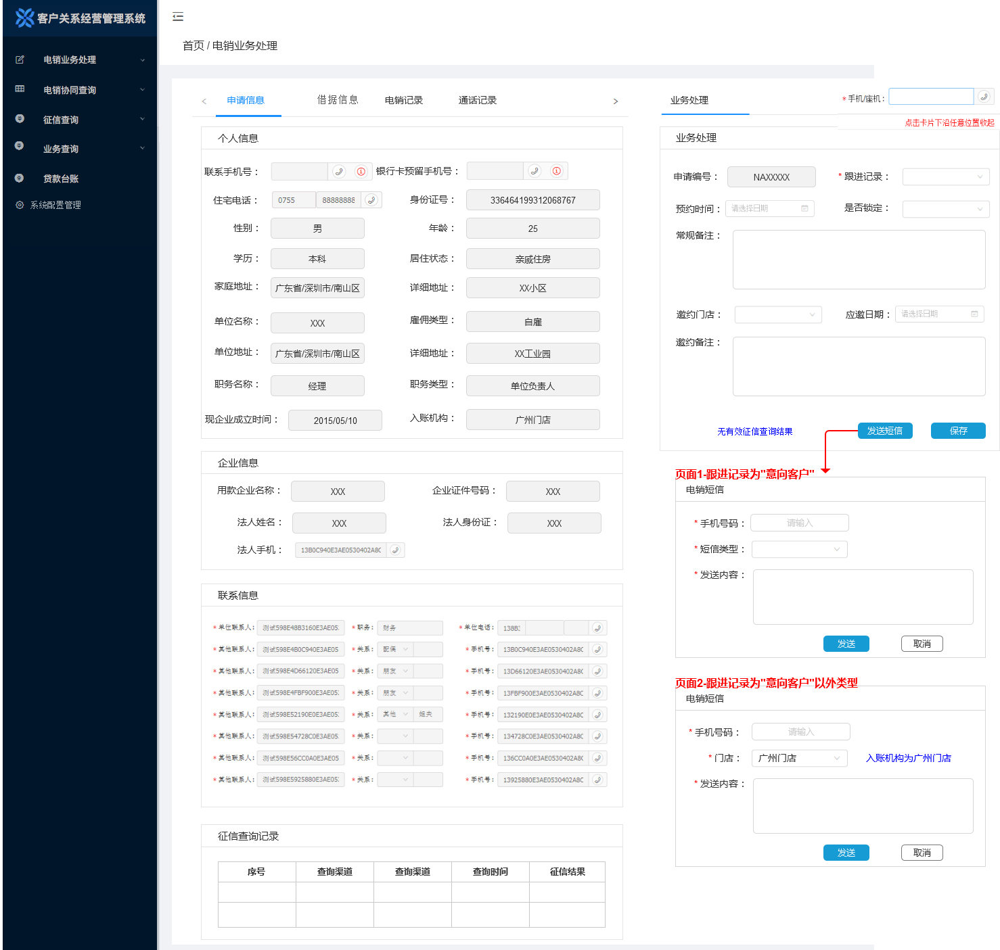 客户关系经营管理系统
首页 / 电销业务处理
电销业务处理
电销协同查询
征信查询
业务查询
贷款台账
系统配置管理
申请信息 借据信息 电销记录 通话记录
个人信息
联系手机号： 银行卡预留手机号：
住宅电话： 0755 88888888 身份证号： 336464199312068767
性别： 男 年龄： 25
学历： 本科 居住状态： 亲戚住房
家庭地址： 广东省/深圳市/南山区 详细地址： XX小区
单位名称： XXX 雇佣类型： 自雇
单位地址： 广东省/深圳市/南山区 详细地址： XX工业园
职务名称： 经理 职务类型： 单位负责人
现企业成立时间： 2015/05/10 入账机构： 广州门店
企业信息
用款企业名称： XXX 企业证件号码： XXX
法人姓名： XXX 法人身份证： XXX
法人手机： 13B0C940E3AE0530402A8C
联系信息
* 单位联系人: 测试598E48B3160E3AE05: * 职务: 财务 * 单位电话: 138B:
* 其他联系人: 测试598E4B0C940E3AE05 * 关系: 配偶 * 手机号: 13B0C940E3AE0530402A8C
* 其他联系人: 测试598E4D66120E3AE05 * 关系: 朋友 * 手机号: 13D66120E3AE0530402A8C
* 其他联系人: 测试598E4FBF900E3AE05: * 关系: 朋友 * 手机号: 13FBF900E3AE0530402A8C
* 其他联系人: 测试598E52190E0E3AE05: * 关系: 其他 姐夫 * 手机号: 132190E0E3AE0530402A8C
* 其他联系人: 测试598E54728C0E3AE05: * 关系: * 手机号: 134728C0E3AE0530402A8C
* 其他联系人: 测试598E56CC0A0E3AE05 * 关系: * 手机号: 136CC0A0E3AE0530402A8C
* 其他联系人: 测试598E5925880E3AE05: * 关系: * 手机号: 13925880E3AE0530402A8C
征信查询记录
序号 查询渠道 查询渠道 查询时间 征信结果
业务处理 * 手机/座机：
点击卡片下沿任意位置收起
业务处理
申请编号： NAXXXXX * 跟进记录：
预约时间： 请选择日期 是否锁定：
常规备注：
邀约门店： 应邀日期： 请选择日期
邀约备注：
无有效征信查询结果 发送短信 保存
页面1-跟进记录为"意向客户"
电销短信
* 手机号码： 请输入
* 短信类型：
* 发送内容：
发送 取消
页面2-跟进记录为"意向客户"以外类型
电销短信
* 手机号码： 请输入
* 门店： 广州门店 入账机构为广州门店
* 发送内容：
发送 取消